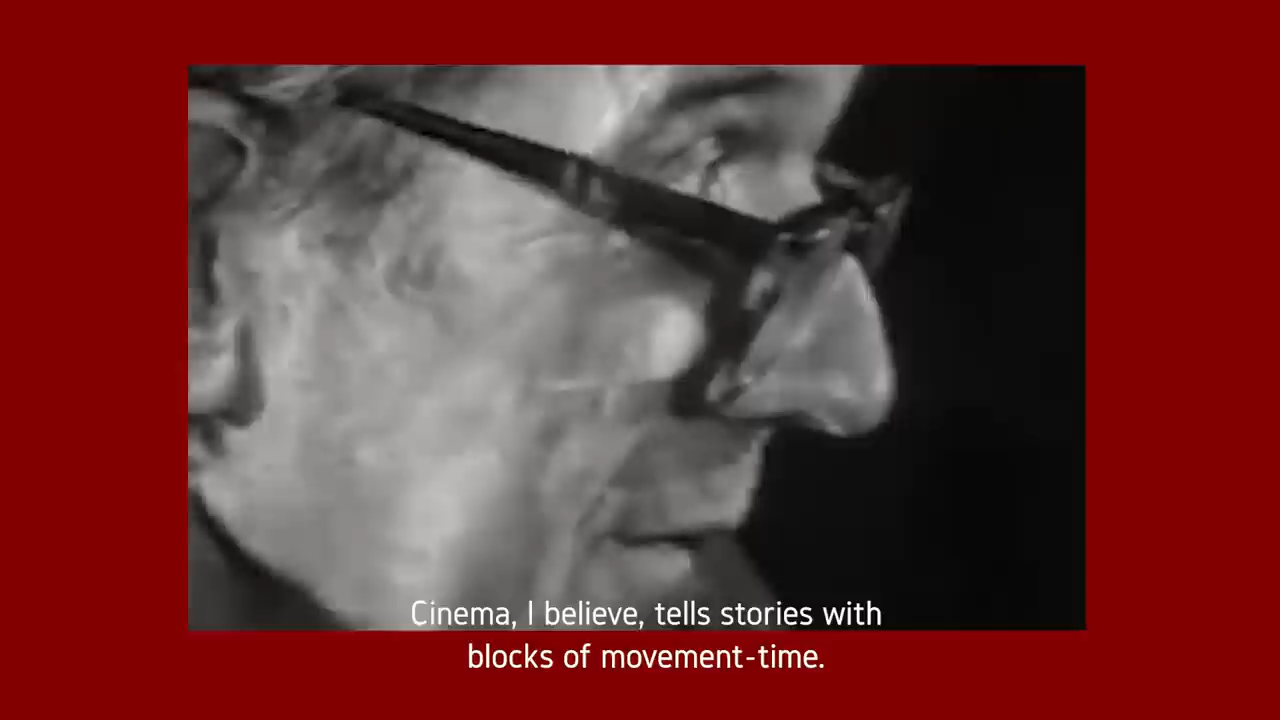 Cinema, I believe, tells stories with
blocks of movement-time.